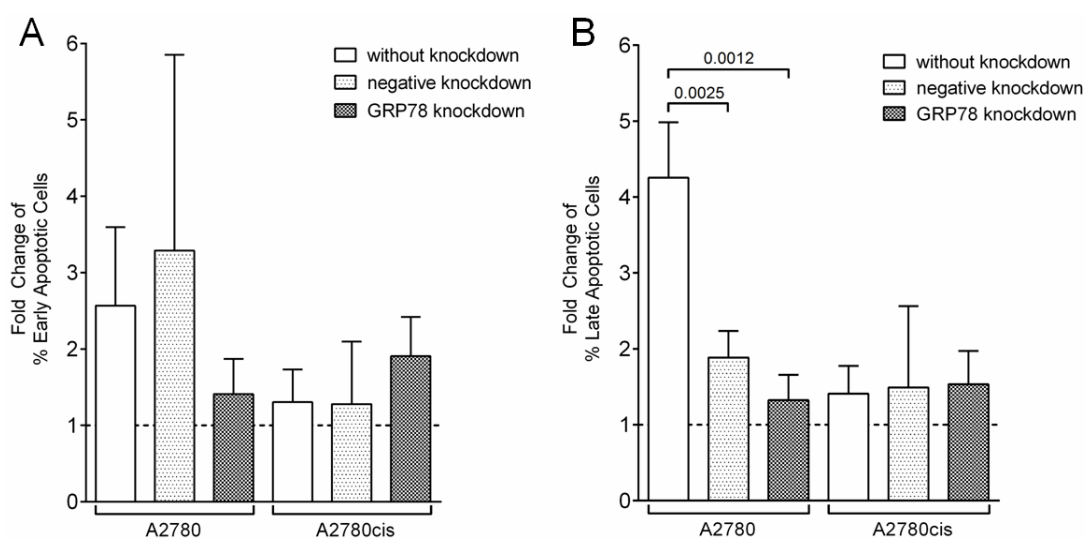 A
6
5
4
3
2
1
0
Fold Change of
% Early Apoptotic Cells
without knockdown
negative knockdown
GRP78 knockdown
A2780
A2780cis
B
6
5
4
3
2
1
0
Fold Change of
% Late Apoptotic Cells
0.0012
0.0025
without knockdown
negative knockdown
GRP78 knockdown
A2780
A2780cis